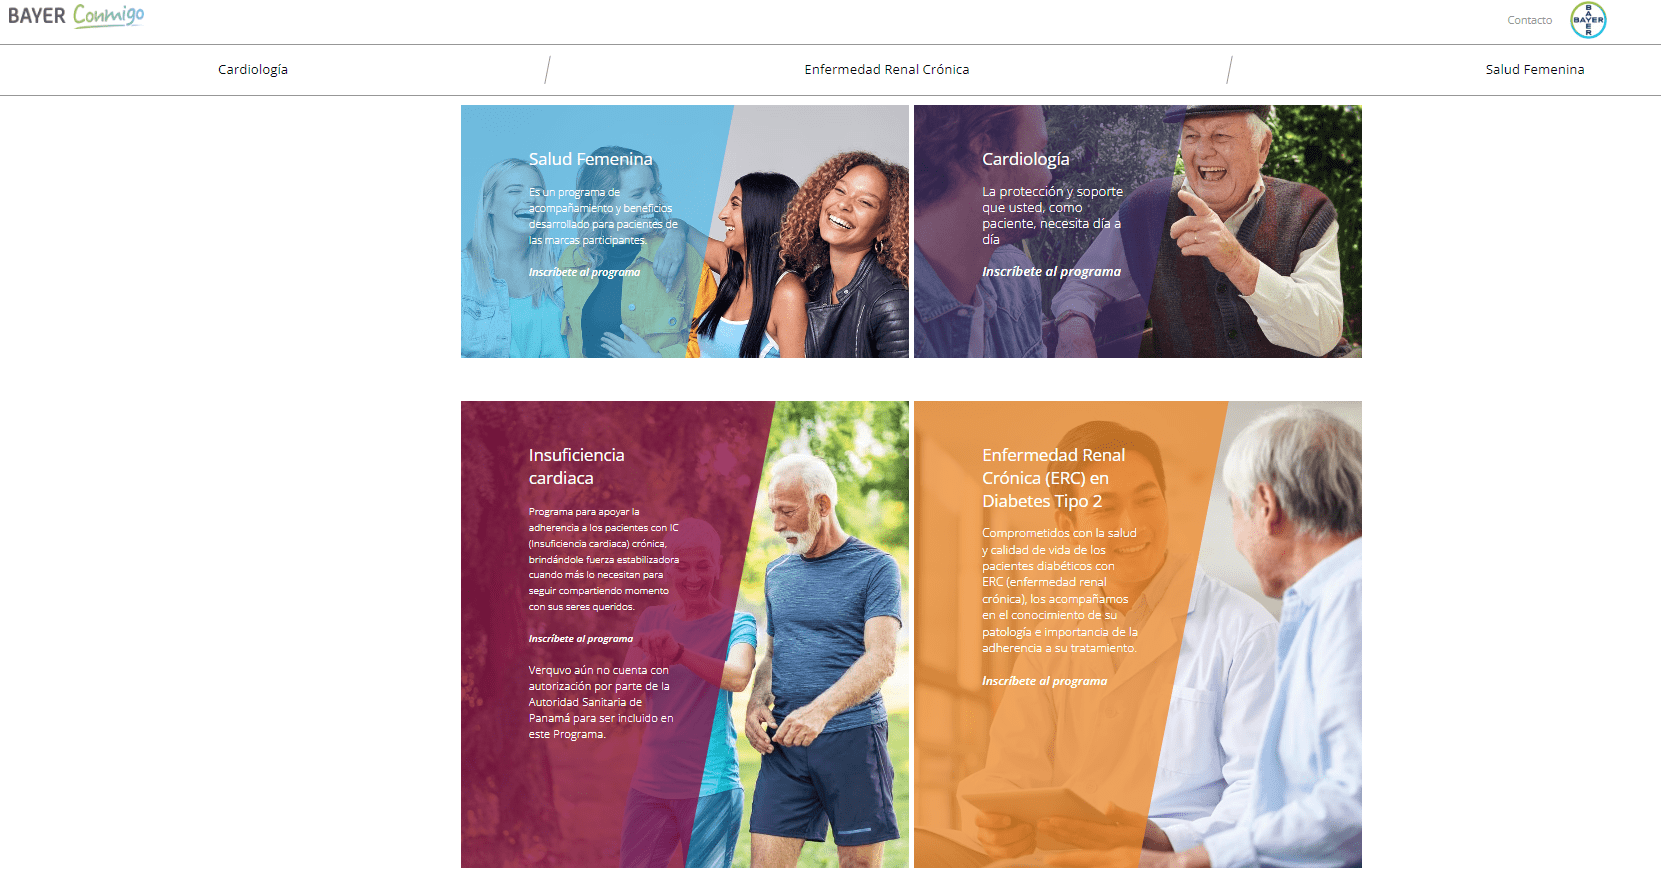 BAYER Conmigo
Contacto
BAYER
BAYER
Cardiología
Enfermedad Renal Crónica
Salud Femenina
Salud Femenina
Es un programa de
acompañamiento y beneficios
desarrollado para pacientes de
las marcas participantes.
Inscríbete al programa
Cardiología
La protección y soporte
que usted, como
paciente, necesita día a
día
Inscríbete al programa
Insuficiencia
cardiaca
Programa para apoyar la
adherencia a los pacientes con IC
(Insuficiencia cardiaca) crónica,
brindándole fuerza estabilizadora
cuando más lo necesitan para
seguir compartiendo momento
con sus seres queridos.
Inscríbete al programa
Verquvo aún no cuenta con
autorización por parte de la
Autoridad Sanitaria de
Panamá para ser incluido en
este Programa.
Enfermedad Renal
Crónica (ERC) en
Diabetes Tipo 2
Comprometidos con la salud
y calidad de vida de los
pacientes diabéticos con
ERC (enfermedad renal
crónica), los acompañamos
en el conocimiento de su
patología e importancia de la
adherencia a su tratamiento.
Inscríbete al programa